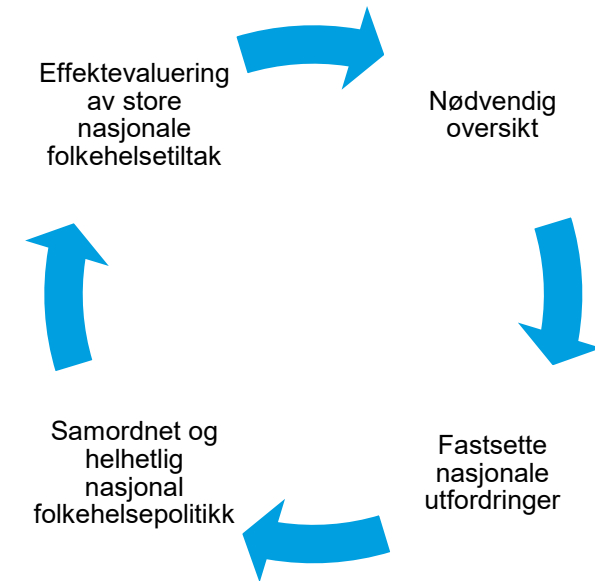 Effektevaluering
av store
nasjonale
folkehelsetiltak
Nødvendig
oversikt
Fastsette
nasjonale
utfordringer
Samordnet og
helhetlig
nasjonal
folkehelsepolitikk